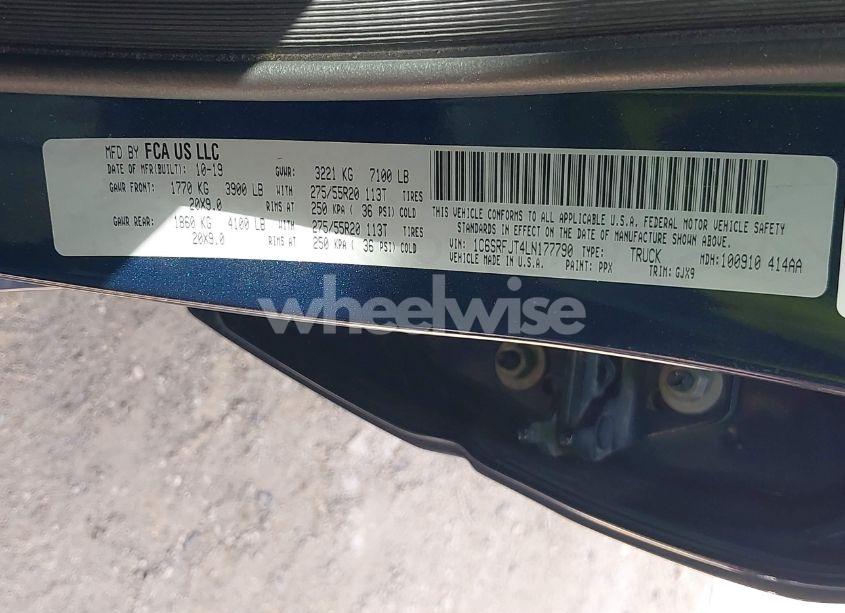 MFD BY FCA US LLC
DATE OF MFR(BUILT): 10-19 GVWR: 3221 KG 7100 LB
GAWR FRONT: 1770 KG 3900 LB WITH 275/55R20 113T TIRES
20X9.0 RIMS AT 250 KPA ( 36 PSI) COLD
GAWR REAR: 1860 KG 4100 LB WITH 275/55R20 113T TIRES
20X9.0 RIMS AT 250 KPA ( 36 PSI) COLD
THIS VEHICLE CONFORMS TO ALL APPLICABLE U.S.A. FEDERAL MOTOR VEHICLE SAFETY
STANDARDS IN EFFECT ON THE DATE OF MANUFACTURE SHOWN ABOVE.
VIN: 1C6SRFJT4LN177790 TYPE: TRUCK MDH:100910 414AA
VEHICLE MADE IN U.S.A. PAINT: PPX TRIM: GJX9
wheelwise